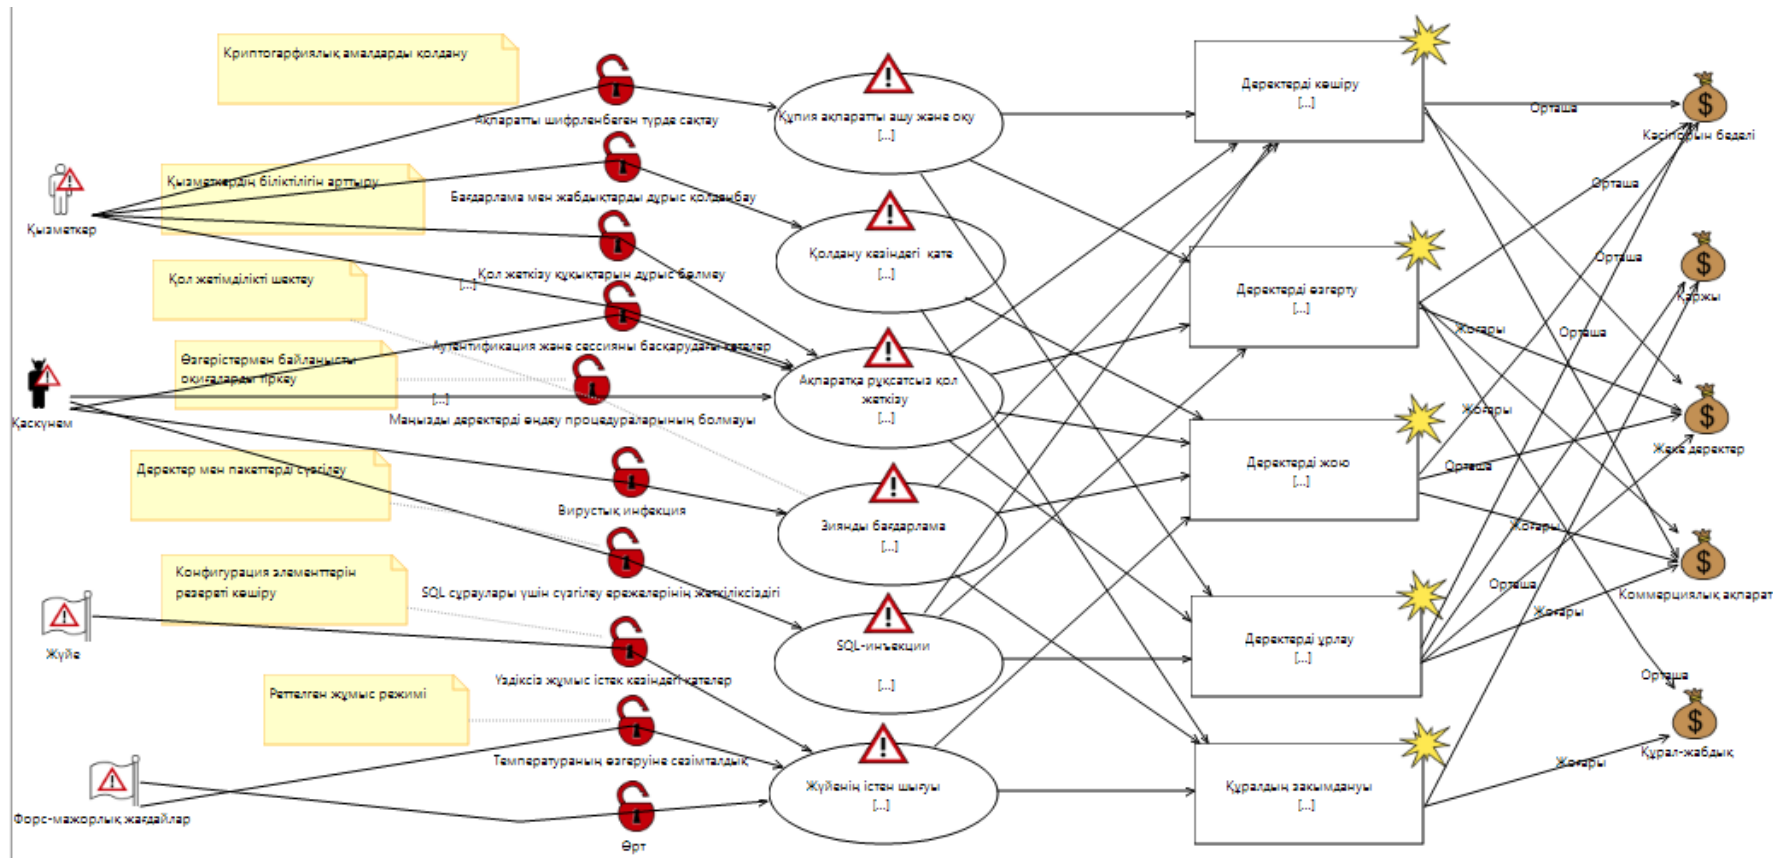 Криптогарфиялық амалдарды қолдану
Қызметкердің біліктілігін арттыру
Қол жетімділікті шектеу
Өзгерістермен байланысты
оқиғаларды тіркеу
Деректер мен пакеттерді сүзгілеу
Конфигурация элементтерін
резереті көшіру
Реттелген жұмыс режимі
Қызметкер
Қаскүнем
Жүйе
Форс-мажорлық жағдайлар
Ақпаратты шифрленбеген түрде сақтау
Бағдарлама мен жабдықтарды дұрыс қолданбау
Қол жеткізу құқықтарын дұрыс бөлмеу
[...]
Аутентификация және сессияны басқарудағы қателер
[...]
Маңызды деректерді өңдеу процедураларының болмауы
Вирустық инфекция
SQL сұраулары үшін сүзгілеу ережелерінің жеткіліксіздігі
Үздіксіз жұмыс істек кезіндегі қателер
Температураның өзгеруіне сезімталдық
Өрт
Құпия ақпаратты ашу және оқу
[...]
Қолдану кезіндегі қате
[...]
Ақпаратқа рұқсатсыз қол
жеткізу
[...]
Зиянды бағдарлама
[...]
SQL-инъекции
[...]
Жүйенің істен шығуы
[...]
Деректерді көшіру
[...]
Деректерді өзгерту
[...]
Деректерді жою
[...]
Деректерді ұрлау
[...]
Құралдың закымдануы
[...]
Орташа
Орташа
Орташа
Жоғары
Орташа
Жоғары
Орташа
Жоғары
Орташа
Жоғары
Орташа
Жоғары
Кәсіпорын беделі
Қаржы
Жеке деректер
Коммерциялық ақпарат
Құрал-жабдық